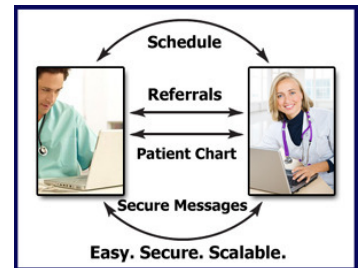 Schedule
Referrals
Patient Chart
Secure Messages
Easy. Secure. Scalable.